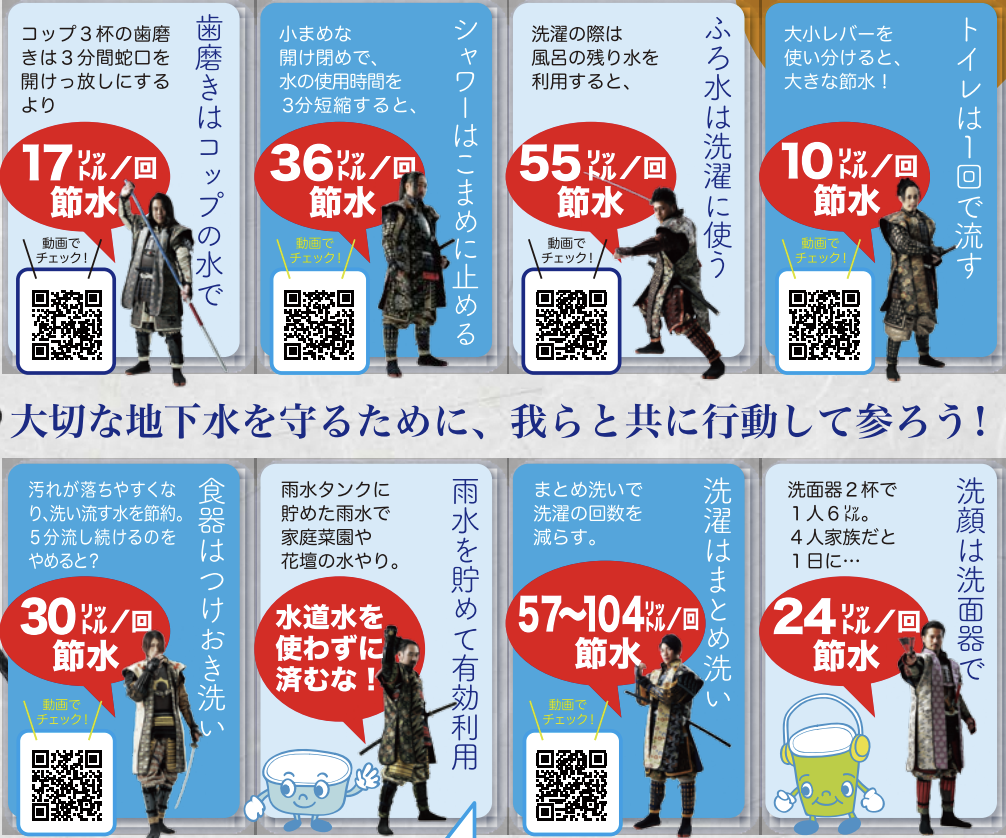 歯磨きはコップの水で
コップ3杯の歯磨
きは3分間蛇口を
開けっ放しにする
より
17リットル/回
節水
動画で
チェック!
シャワーはこまめに止める
小まめな
開け閉めで、
水の使用時間を
3分短縮すると、
36リットル/回
節水
動画で
チェック!
ふろ水は洗濯に使う
洗濯の際は
風呂の残り水を
利用すると、
55リットル/回
節水
動画で
チェック!
トイレは1回で流す
大小レバーを
使い分けると、
大きな節水!
10リットル/回
節水
動画で
チェック!
大切な地下水を守るために、我らと共に行動して参ろう!
食器はつけおき洗い
汚れが落ちやすくな
り、洗い流す水を節約。
5分流し続けるのを
やめると?
30リットル/回
節水
動画で
チェック!
雨水を貯めて有効利用
雨水タンクに
貯めた雨水で
家庭菜園や
花壇の水やり。
水道水を
使わずに
済むな!
洗濯はまとめ洗い
まとめ洗いで
洗濯の回数を
減らす。
57〜104リットル/回
節水
動画で
チェック!
洗顔は洗面器で
洗面器2杯で
1人6㍑。
4人家族だと
1日に…
24リットル/回
節水